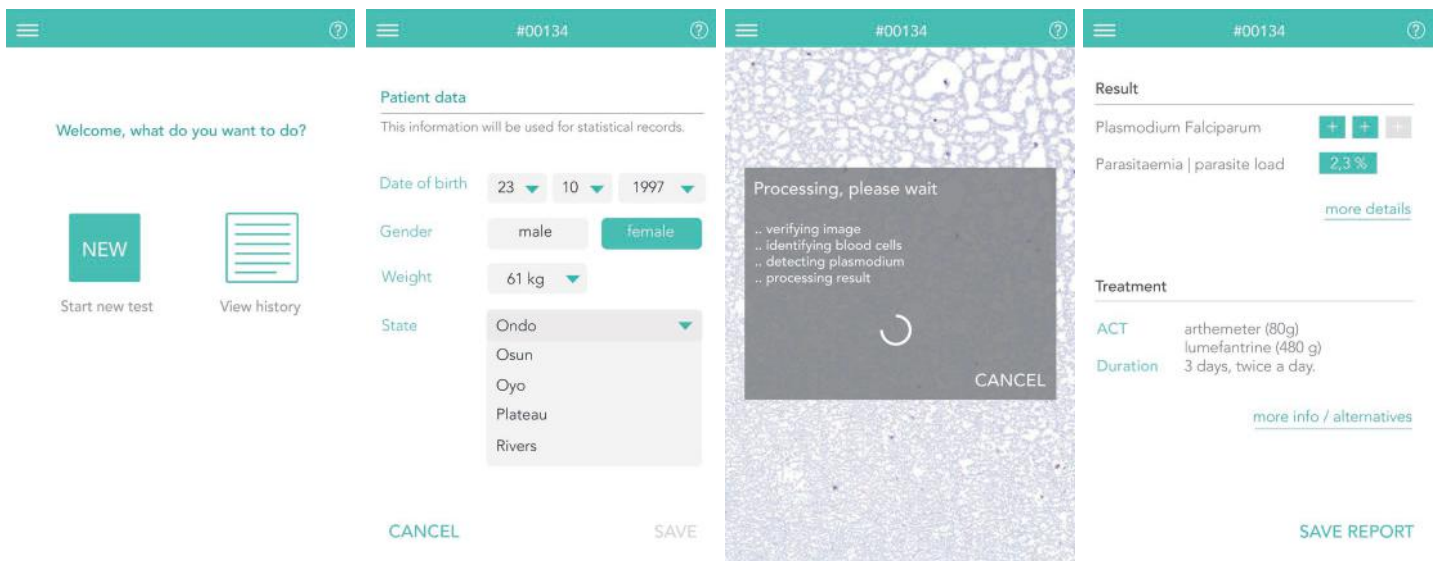 Welcome, what do you want to do?
NEW
Start new test
View history
#00134
Patient data
This information will be used for statistical records.
Date of birth 23 10 1997
Gender male female
Weight 61 kg
State Ondo
Osun
Oyo
Plateau
Rivers
CANCEL SAVE
#00134
Processing, please wait
.. verifying image
.. identifying blood cells
.. detecting plasmodium
.. processing result
CANCEL
#00134
Result
Plasmodium Falciparum + + +
Parasitaemia | parasite load 2,3 %
more details
Treatment
ACT arthemeter (80g)
lumefantrine (480 g)
Duration 3 days, twice a day.
more info / alternatives
SAVE REPORT